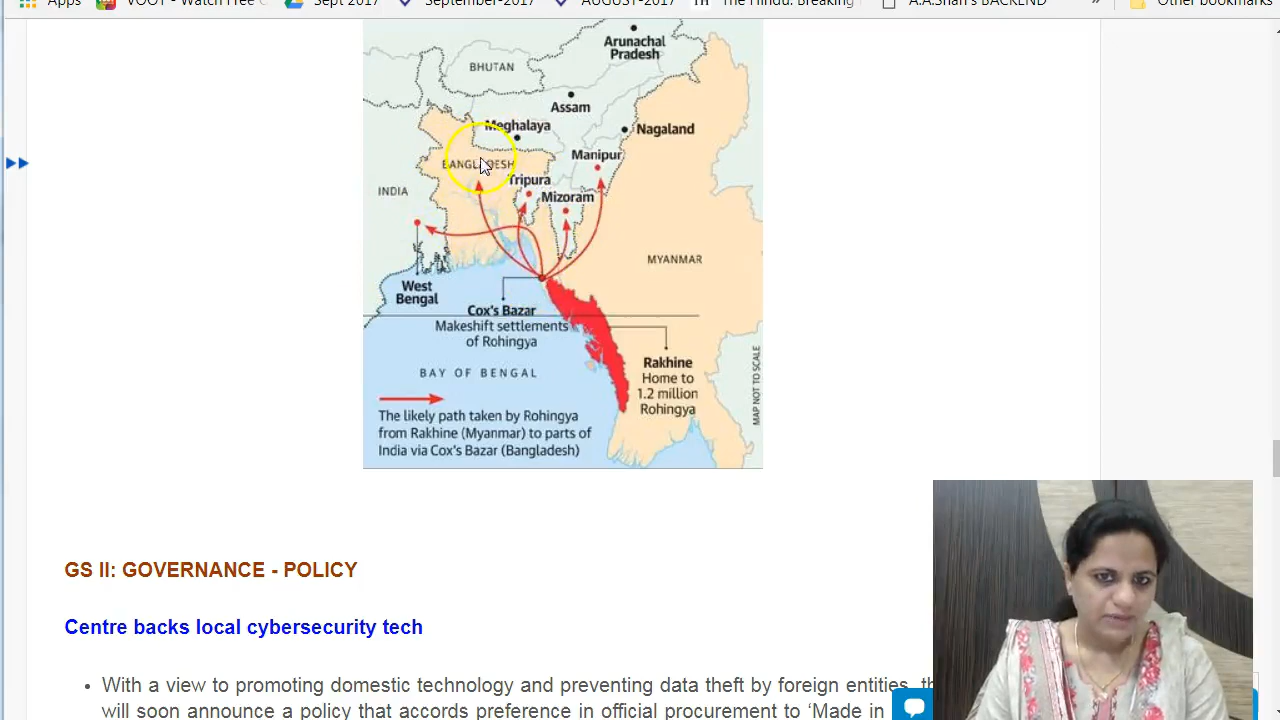 Apps VOOT - Watch Free Sept 2017 September-2017 AUGUST-2017 TH The Hindu: Breaking A.A.Shah's BACKEND » Other bookmarks
Arunachal
Pradesh
BHUTAN
Assam
Meghalaya
Nagaland
Manipur
BANGLADESH
Tripura
INDIA
Mizoram
MYANMAR
West
Bengal
Cox's Bazar
Makeshift settlements
of Rohingya
Rakhine
Home to
1.2 million
Rohingya
BAY OF BENGAL
MAP NOT TO SCALE
The likely path taken by Rohingya
from Rakhine (Myanmar) to parts of
India via Cox's Bazar (Bangladesh)
GS II: GOVERNANCE - POLICY
Centre backs local cybersecurity tech
• With a view to promoting domestic technology and preventing data theft by foreign entities,
will soon announce a policy that accords preference in official procurement to ‘Made in